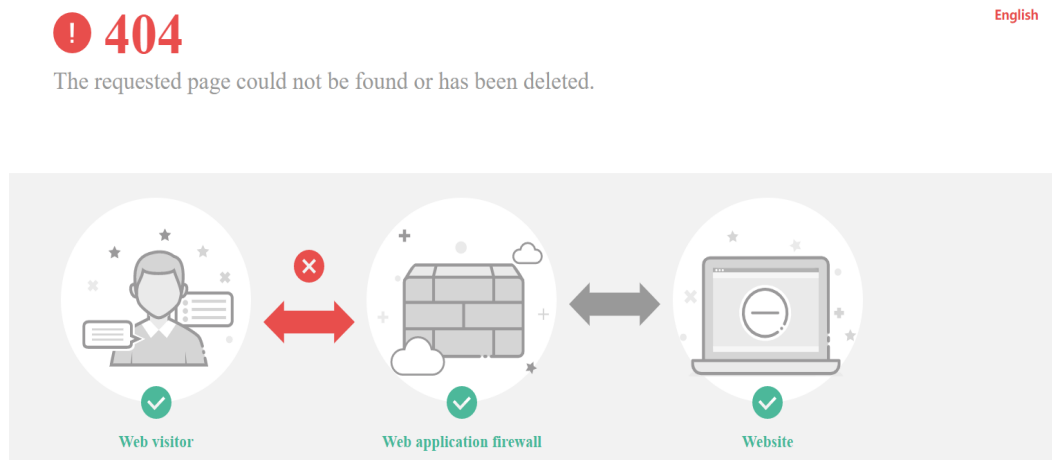 English
404
The requested page could not be found or has been deleted.
Web visitor
Web application firewall
Website